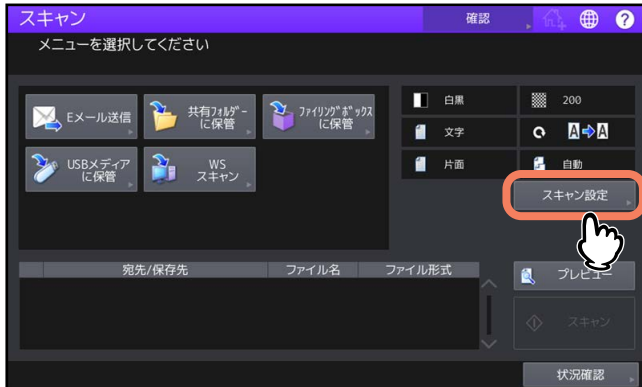 スキャン
確認
?
メニューを選択してください
Eメール送信
共有フォルダー
に保管
ファイリングボックス
に保管
USBメディア
に保管
WS
スキャン
白黒
200
文字
A A
片面
自動
スキャン設定
宛先/保存先
ファイル名
ファイル形式
プレビュー
スキャン
状況確認